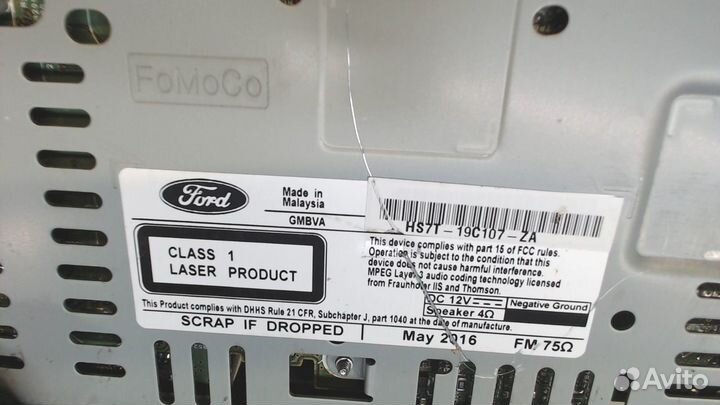 FoMoCo
Ford
Made in
Malaysia
GMBVA
HS7T-19C107-ZA
CLASS 1
LASER PRODUCT
This device complies with part 15 of FCC rules.
Operation is subject to the condition that this
device does not cause harmful interference.
MPEG Layer 3 audio coding technology licensed
from Fraunhofer IIS and Thomson.
DC 12V
Negative Ground
Speaker 4Ω
This Product complies with DHHS Rule 21 CFR, Subchapter J, part 1040 at the date of manufacture.
SCRAP IF DROPPED
May 2016
FM 75Ω
Avito